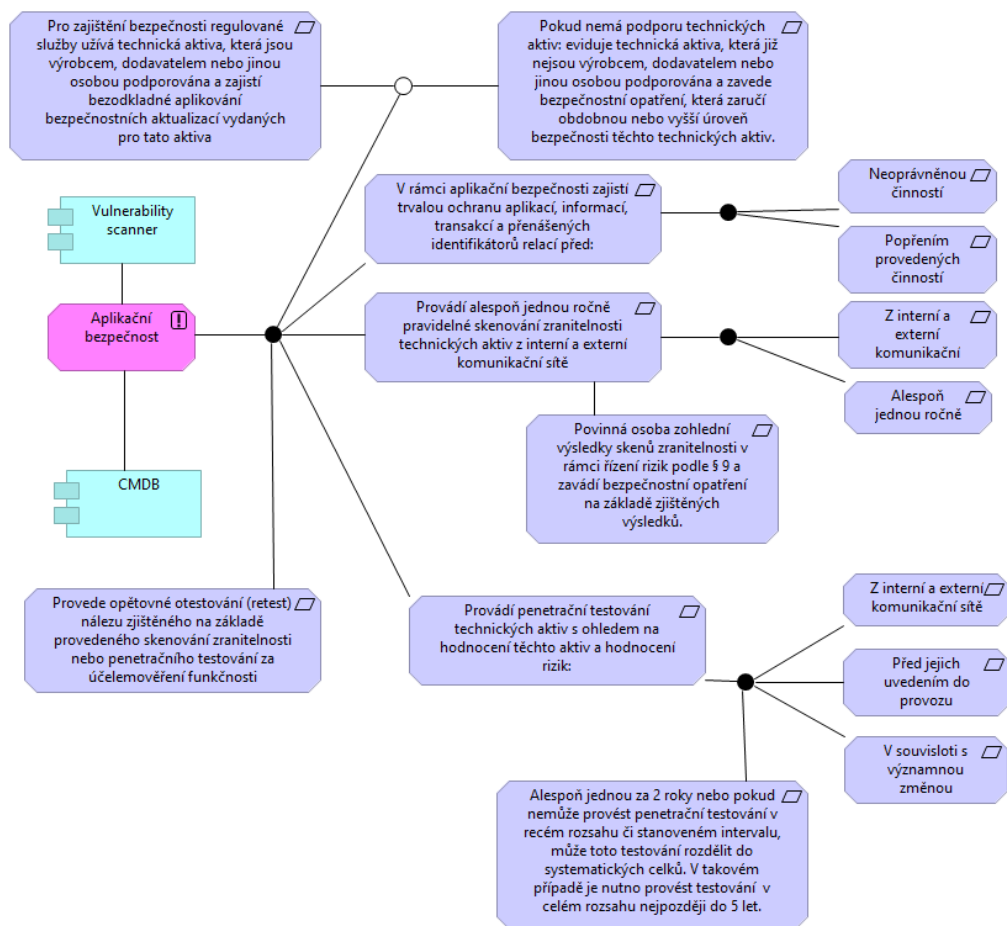 Pro zajištění bezpečnosti regulované
služby užívá technická aktiva, která jsou
výrobcem, dodavatelem nebo jinou
osobou podporována a zajistí
bezodkladné aplikování
bezpečnostních aktualizací vydaných
pro tato aktiva
Pokud nemá podporu technických
aktiv: eviduje technická aktiva, která již
nejsou výrobcem, dodavatelem nebo
jinou osobou podporována a zavede
bezpečnostní opatření, která zaručí
obdobnou nebo vyšší úroveň
bezpečnosti těchto technických aktiv.
V rámci aplikační bezpečnosti zajistí
trvalou ochranu aplikací, informací,
transakcí a přenášených
identifikátorů relací před:
Neoprávněnou
činností
Popřením
provedených
činností
Vulnerability
scanner
Aplikační
bezpečnost
Provádí alespoň jednou ročně
pravidelné skenování zranitelnosti
technických aktiv z interní a externí
komunikační sítě
Z interní a
externí
komunikační
Alespoň
jednou ročně
Povinná osoba zohlední
výsledky skenů zranitelnosti v
rámci řízení rizik podle § 9 a
zavádí bezpečnostní opatření
na základě zjištěných
výsledků.
CMDB
Provede opětovné otestování (retest)
nálezu zjištěného na základě
provedeného skenování zranitelnosti
nebo penetračního testování za
účelemověření funkčnosti
Provádí penetrační testování
technických aktiv s ohledem na
hodnocení těchto aktiv a hodnocení
rizik:
Z interní a externí
komunikační sítě
Před jejich
uvedením do
provozu
V souvisloti s
významnou
změnou
Alespoň jednou za 2 roky nebo pokud
nemůže provést penetrační testování v
recém rozsahu či stanoveném intervalu,
může toto testování rozdělit do
systematických celků. V takovém
případě je nutno provést testování v
celém rozsahu nejpozději do 5 let.